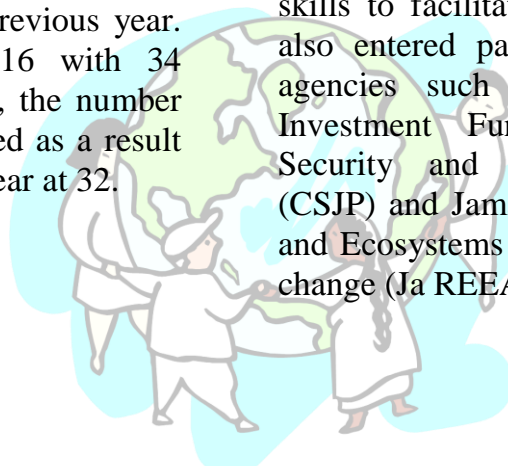 revious year.
16 with 34
, the number
ed as a result
ear at 32.
skills to facilita
also entered pa
agencies such
Investment Fu
Security and
(CSJP) and Jam
and Ecosystems
change (Ja REEA